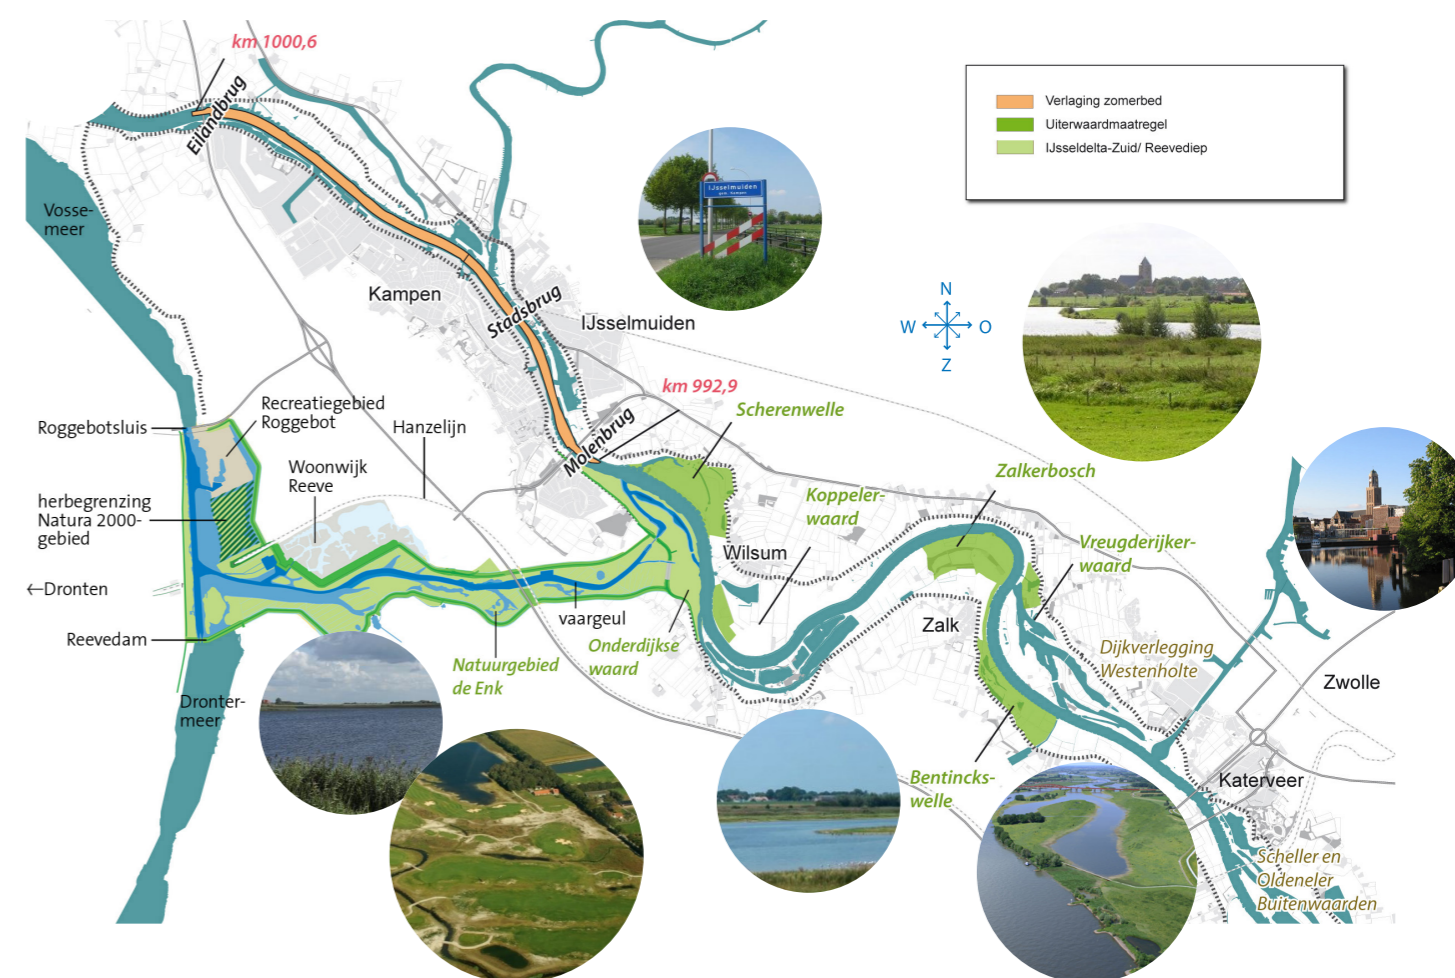 km 1000,6
Eilandbrug
Verlaging zomerbed
Uiterwaardmaatregel
IJsseldelta-Zuid/ Reevediep
IJsselmuiden
Vosse-
meer
Kampen
Stadsbrug
IJsselmuiden
N
W
O
Z
km 992,9
Molenbrug
Scherenwelle
Recreatiegebied
Roggebot
Roggebotsluis
Hanzelijn
Woonwijk
Reeve
Zalkerbosch
herbegrenzing
Natura 2000-
gebied
Koppeler-
waard
Wilsum
Vreugderijker-
waard
←Dronten
vaargeul
Zalk
Reevedam
Onderdijkse
waard
Dijkverlegging
Westenholte
Natuurgebied
de Enk
Zwolle
Dronter-
meer
Bentincks-
welle
Katerveer
Scheller en
Oldeneler
Buitenwaarden